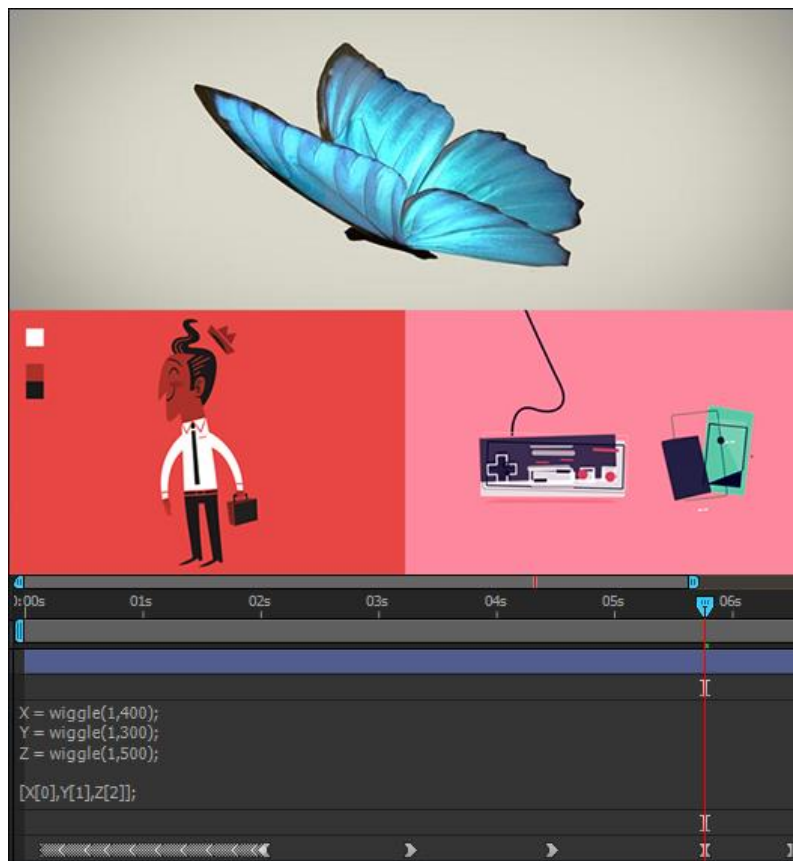 ):00s 01s 02s 03s 04s 05s 06s
X = wiggle(1,400);
Y = wiggle(1,300);
Z = wiggle(1,500);
[X[0],Y[1],Z[2]];